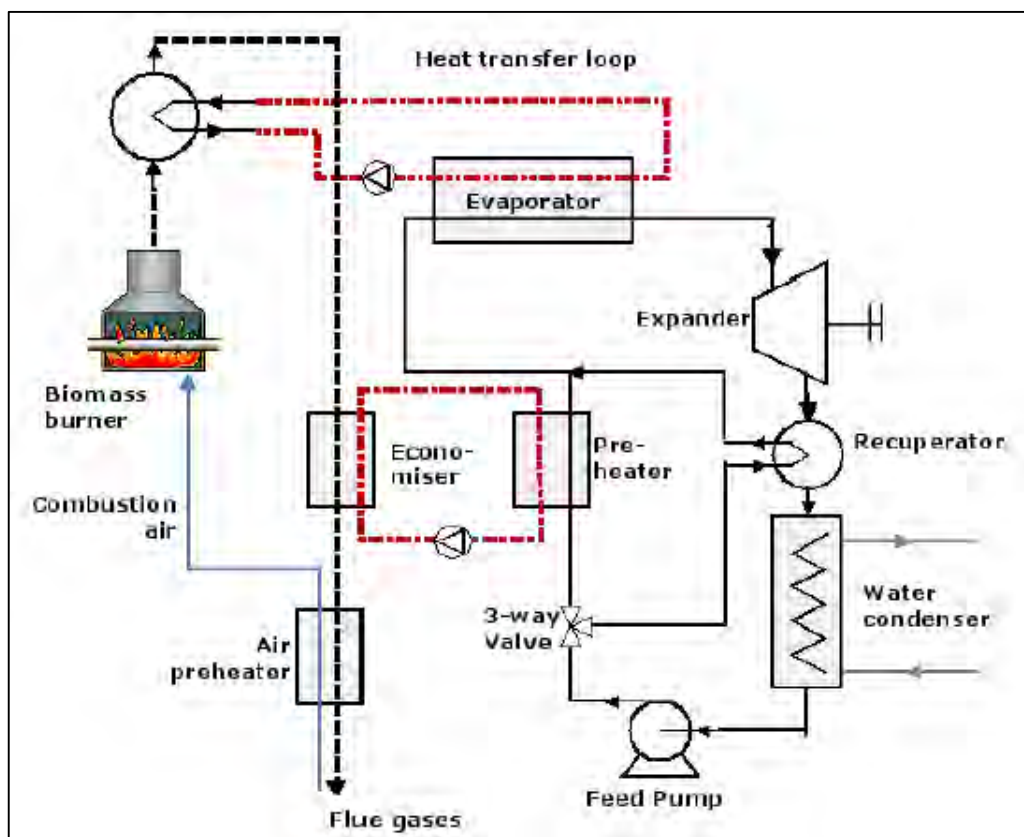 Heat transfer loop
Evaporator
Expander
Biomass
burner
Econo-
miser
Pre-
heater
Recuperator
Combustion
air
3-way
Valve
Water
condenser
Air
preheater
Feed Pump
Flue gases